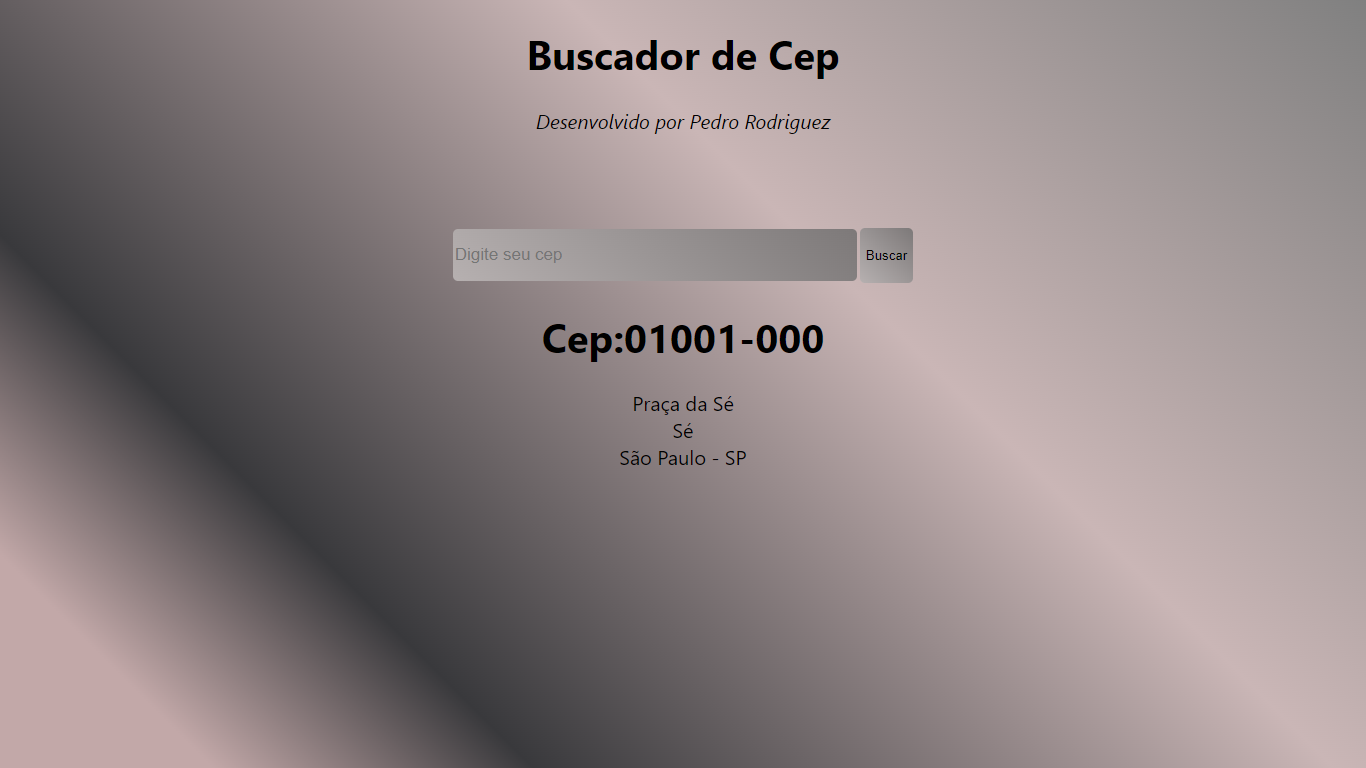 Buscador de Cep
Desenvolvido por Pedro Rodriguez
Digite seu cep
Buscar
Cep:01001-000
Praça da Sé
Sé
São Paulo - SP